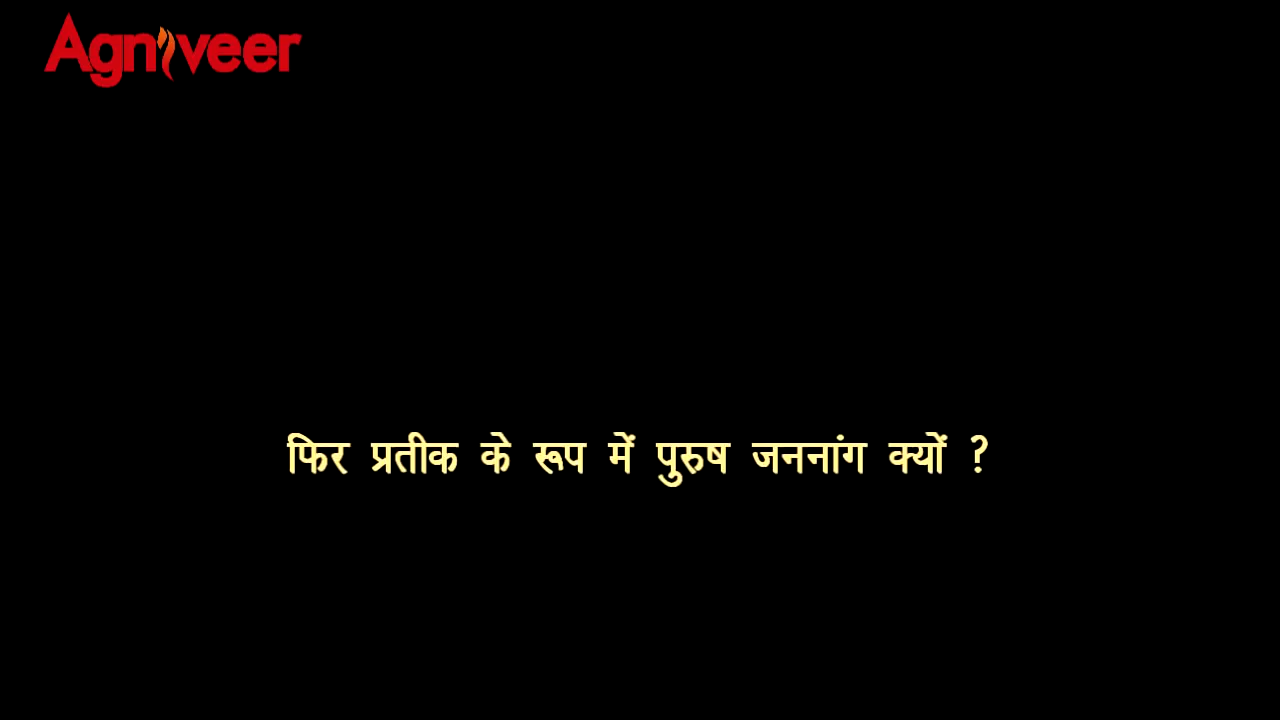 Agniveer
फिर प्रतीक के रूप में पुरुष जननांग क्यों ?